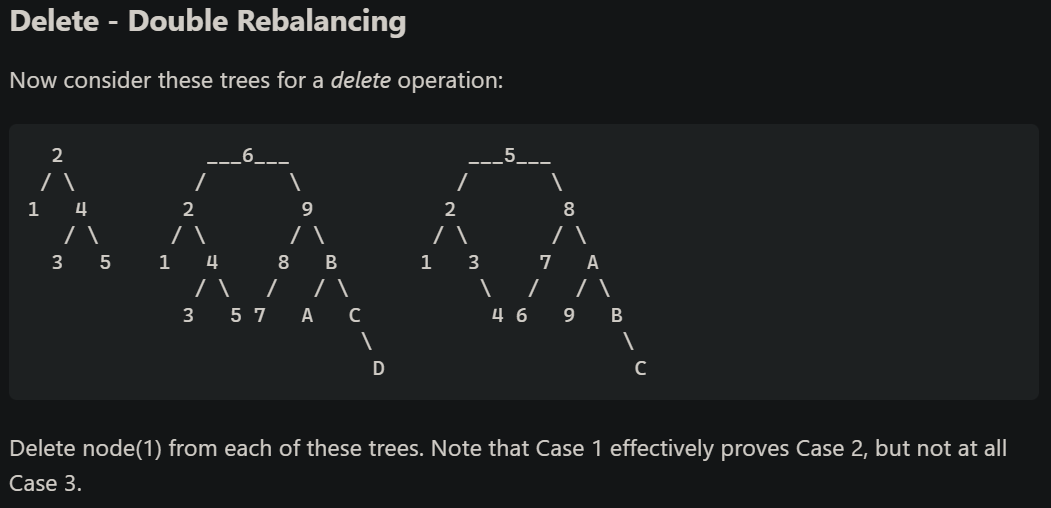 Delete - Double Rebalancing
Now consider these trees for a delete operation:
  2            ___6___               ___5___
 / \          /       \             /       \
1   4        2         9           2         8
   / \      / \       / \         / \       / \
  3   5    1   4     8   B       1   3     7   A
              / \   /   / \           \   /   / \
             3   5 7   A   C           4 6   9   B
                            \                     \
                             D                     C
Delete node(1) from each of these trees. Note that Case 1 effectively proves Case 2, but not at all
Case 3.